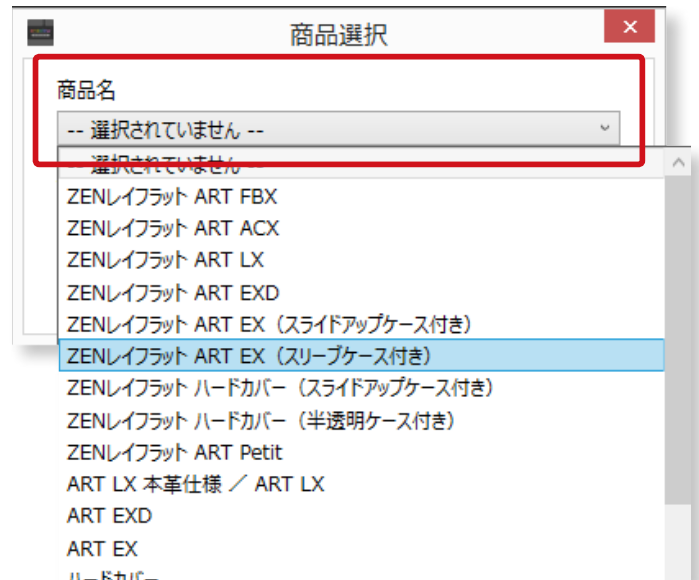 商品選択
商品名
-- 選択されていません --
-- 選択されていません --
ZENレイフラット ART FBX
ZENレイフラット ART ACX
ZENレイフラット ART LX
ZENレイフラット ART EXD
ZENレイフラット ART EX（スライドアップケース付き）
ZENレイフラット ART EX（スリーブケース付き）
ZENレイフラット ハードカバー（スライドアップケース付き）
ZENレイフラット ハードカバー（半透明ケース付き）
ZENレイフラット ART Petit
ART LX 本革仕様 ／ ART LX
ART EXD
ART EX
ハードカバー